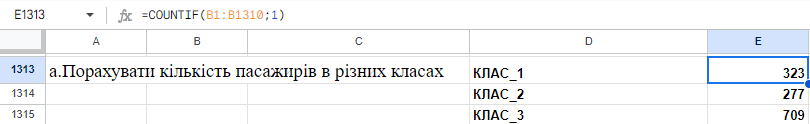 E1313 fx =COUNTIF(B1:B1310;1)
A B C D E
1313 а.Порахувати кількість пасажирів в різних класах КЛАС_1 323
1314 КЛАС_2 277
1315 КЛАС_3 709